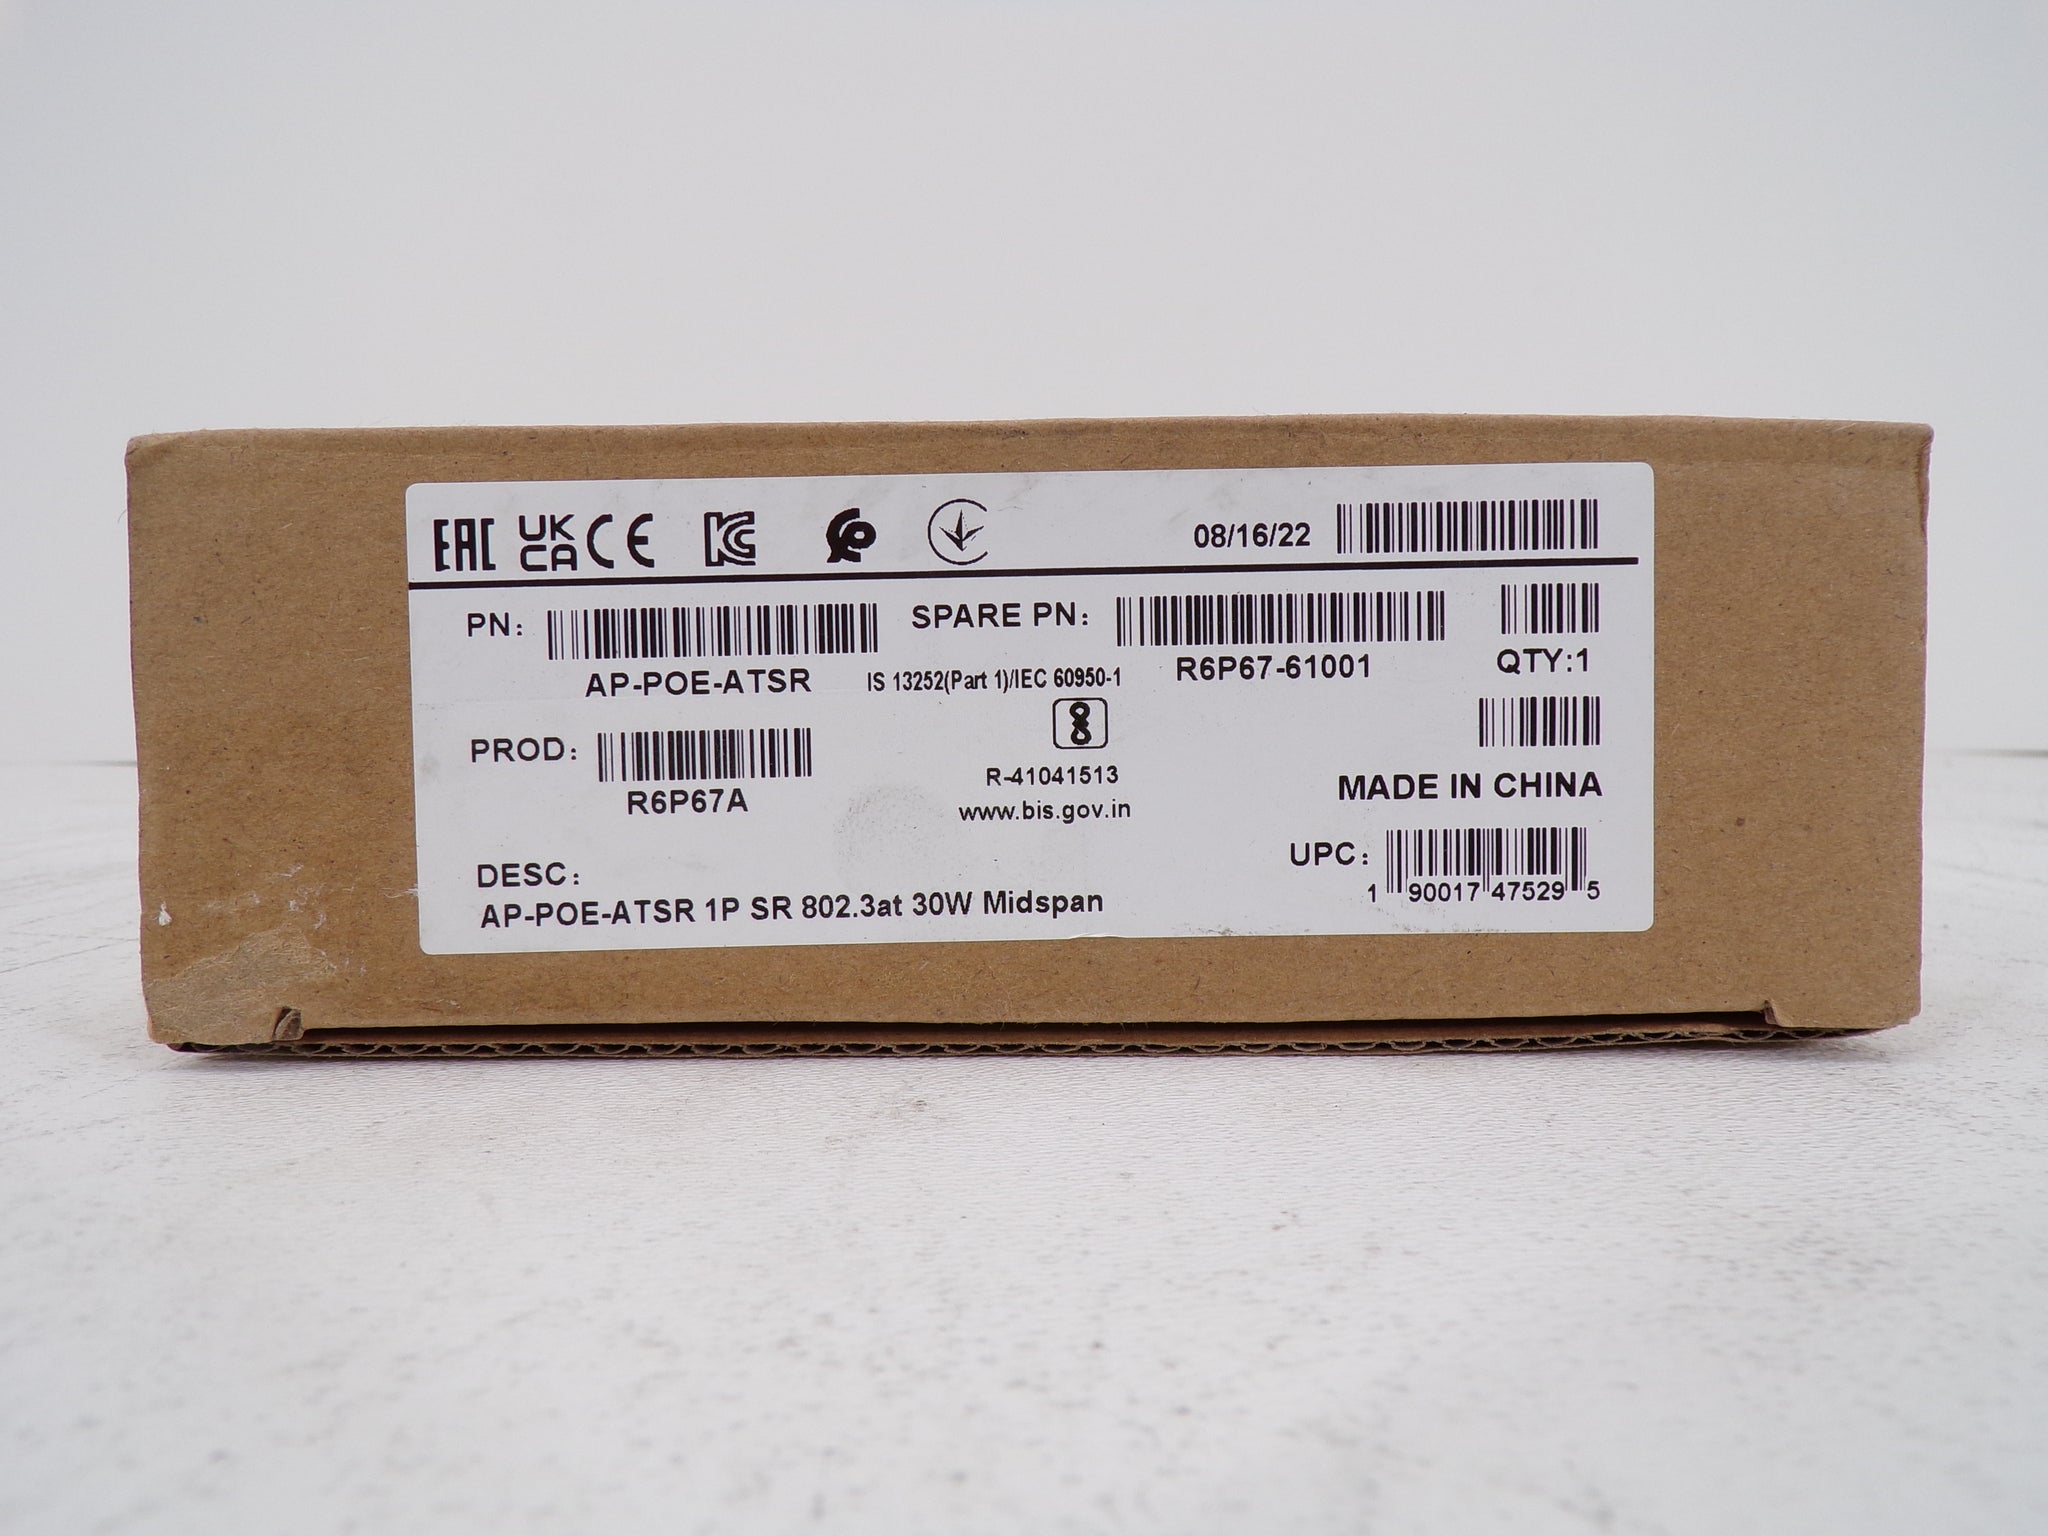 EAC UK CA CE KC 08/16/22
PN: SPARE PN:
AP-POE-ATSR IS 13252(Part 1)/IEC 60950-1 R6P67-61001 QTY:1
PROD:
R6P67A R-41041513 MADE IN CHINA
www.bis.gov.in
DESC: UPC: 1 90017 47529 5
AP-POE-ATSR 1P SR 802.3at 30W Midspan